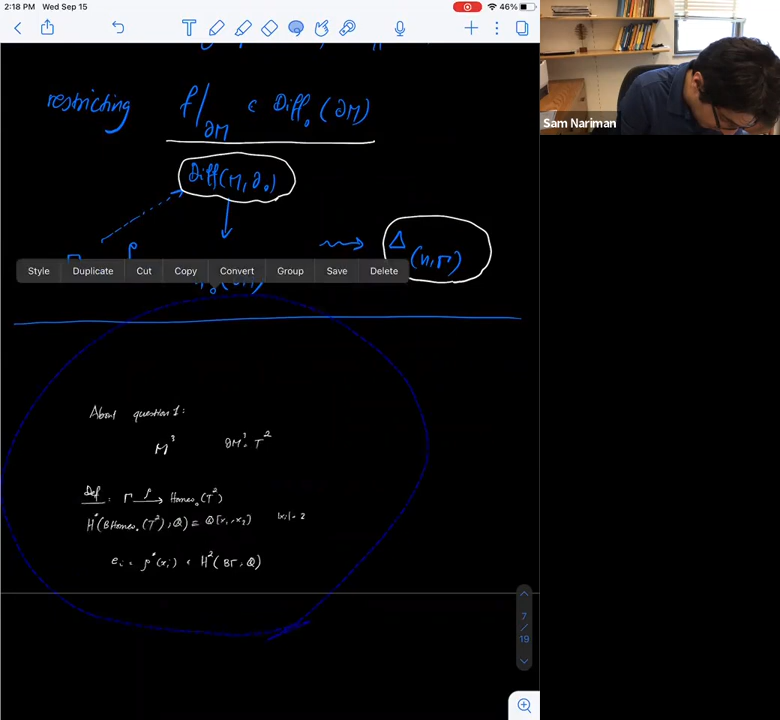 2:18 PM Wed Sep 15
46%
restricting f|∂M ∈ Diff₀(∂M)
Diff(M,∂₀)
ρ
⇝ Δ(M,Γ)
Style Duplicate Cut Copy Convert Group Save Delete
About question 1:
M³ ∂M³ = T²
Def: Γ →ρ Homeo₀(T²)
H*(BHomeo₀(T²);Q) = Q[x₁,x₂] |xᵢ|=2
eᵢ = ρ*(xᵢ) ∈ H²(BΓ,Q)
7
/
19
Sam Nariman